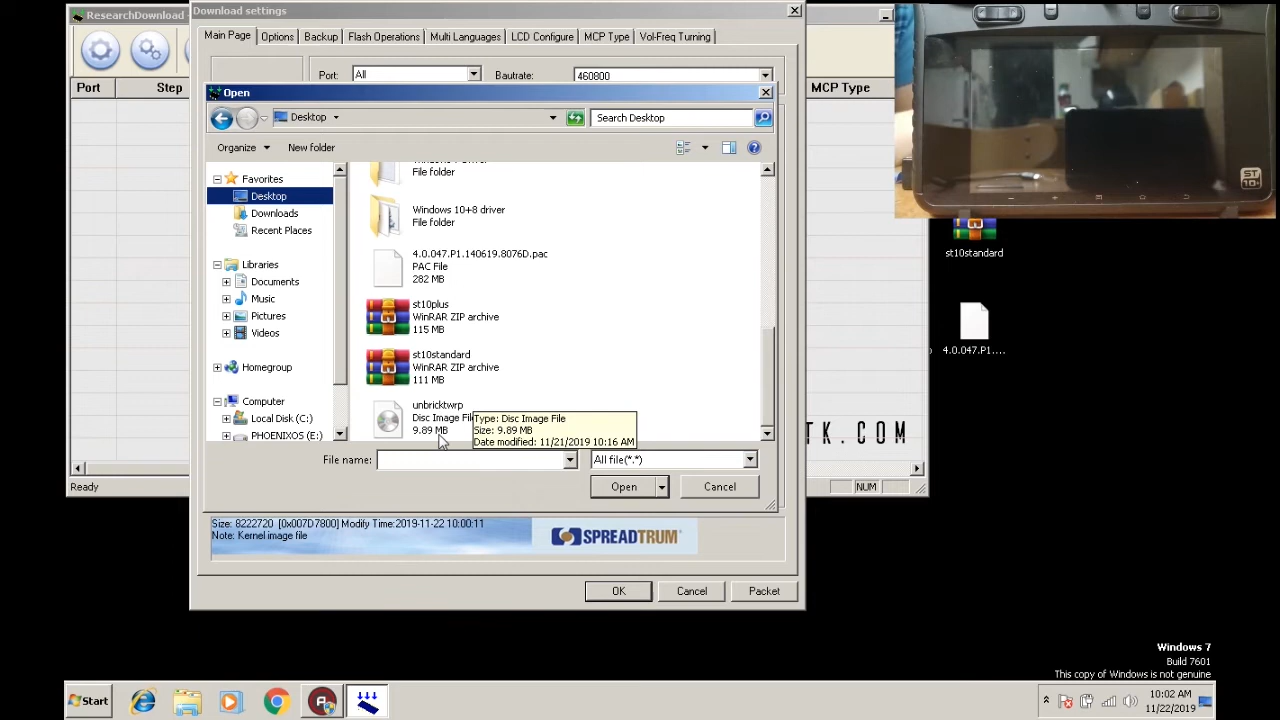 ResearchDownload
Download settings
Main Page
Options
Backup
Flash Operations
Multi Languages
LCD Configure
MCP Type
Vol-Freq Turning
Port:
All
Bautrate:
460800
Port
Step
MCP Type
Open
Desktop
Search Desktop
Organize
New folder
Favorites
Desktop
Downloads
Recent Places
Libraries
Documents
Music
Pictures
Videos
Homegroup
Computer
Local Disk (C:)
PHOENIXOS (E:)
File folder
Windows 10+8 driver
File folder
4.0.047.P1.140619.8076D.pac
PAC File
282 MB
st10plus
WinRAR ZIP archive
115 MB
st10standard
WinRAR ZIP archive
111 MB
unbricktwrp
Disc Image Fi
9.89 MB
Type: Disc Image File
Size: 9.89 MB
Date modified: 11/21/2019 10:16 AM
File name:
All file(*.*)
Open
Cancel
Size: 8222720 [0x007D7800] Modify Time:2019-11-22 10:00:11
Note: Kernel image file
SPREADTRUM
OK
Cancel
Packet
Ready
NUM
ST
10+
st10standard
4.0.047.P1....
TK.COM
Windows 7
Build 7601
This copy of Windows is not genuine
Start
10:02 AM
11/22/2019